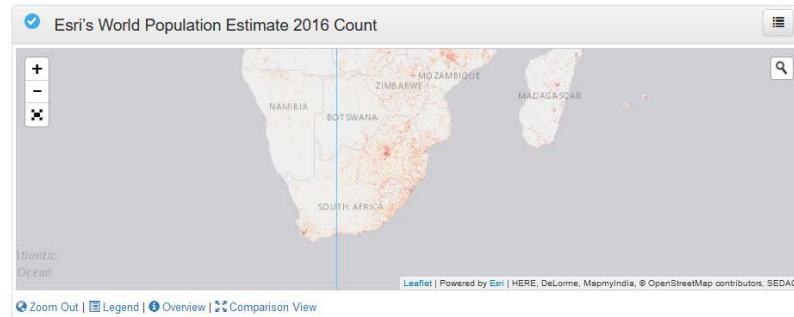 Esri's World Population Estimate 2016 Count
+
−
MOZAMBIQUE
ZIMBABWE
MADAGASCAR
NAMIBIA
BOTSWANA
SOUTH AFRICA
Atlantic
Ocean
Leaflet | Powered by Esri | HERE, DeLorme, MapmyIndia, © OpenStreetMap contributors, SEDAC
Zoom Out | Legend | Overview | Comparison View